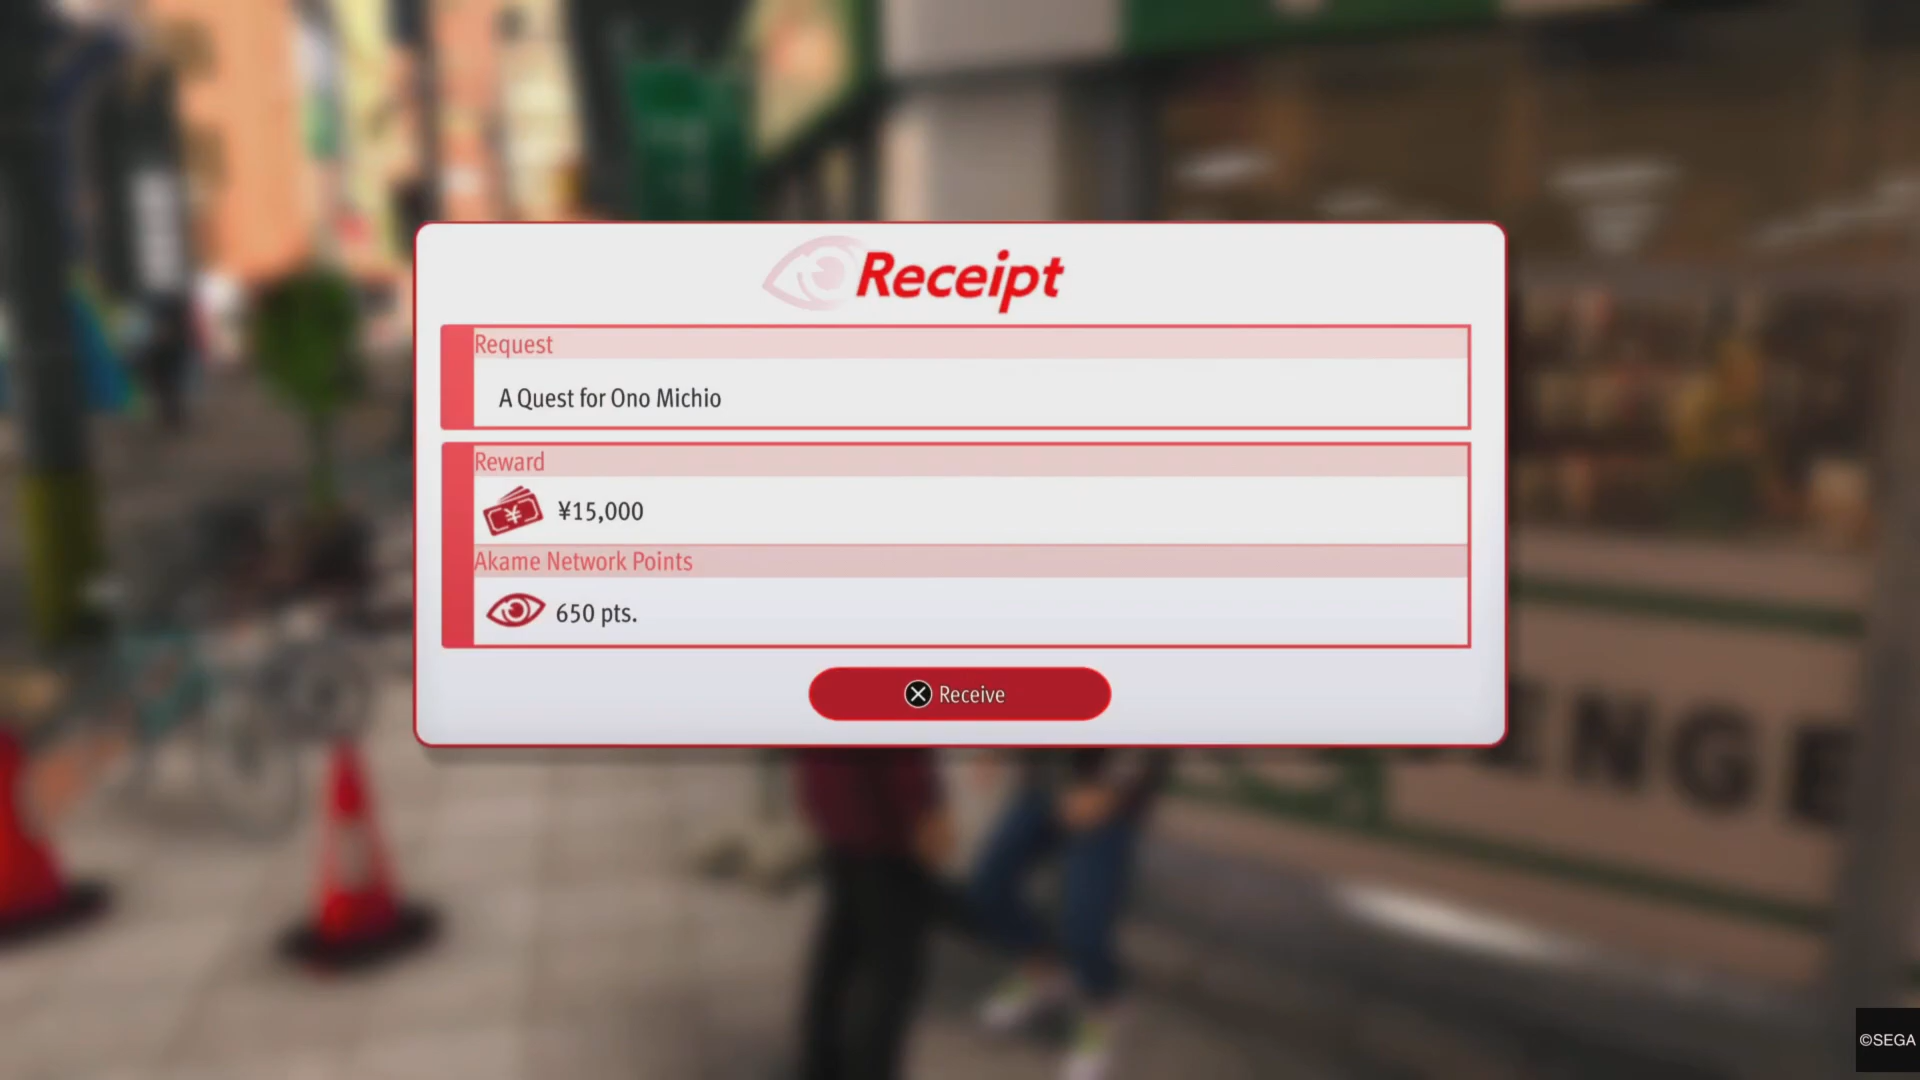 Receipt
Request
A Quest for Ono Michio
Reward
¥15,000
Akame Network Points
650 pts.
Receive
©SEGA